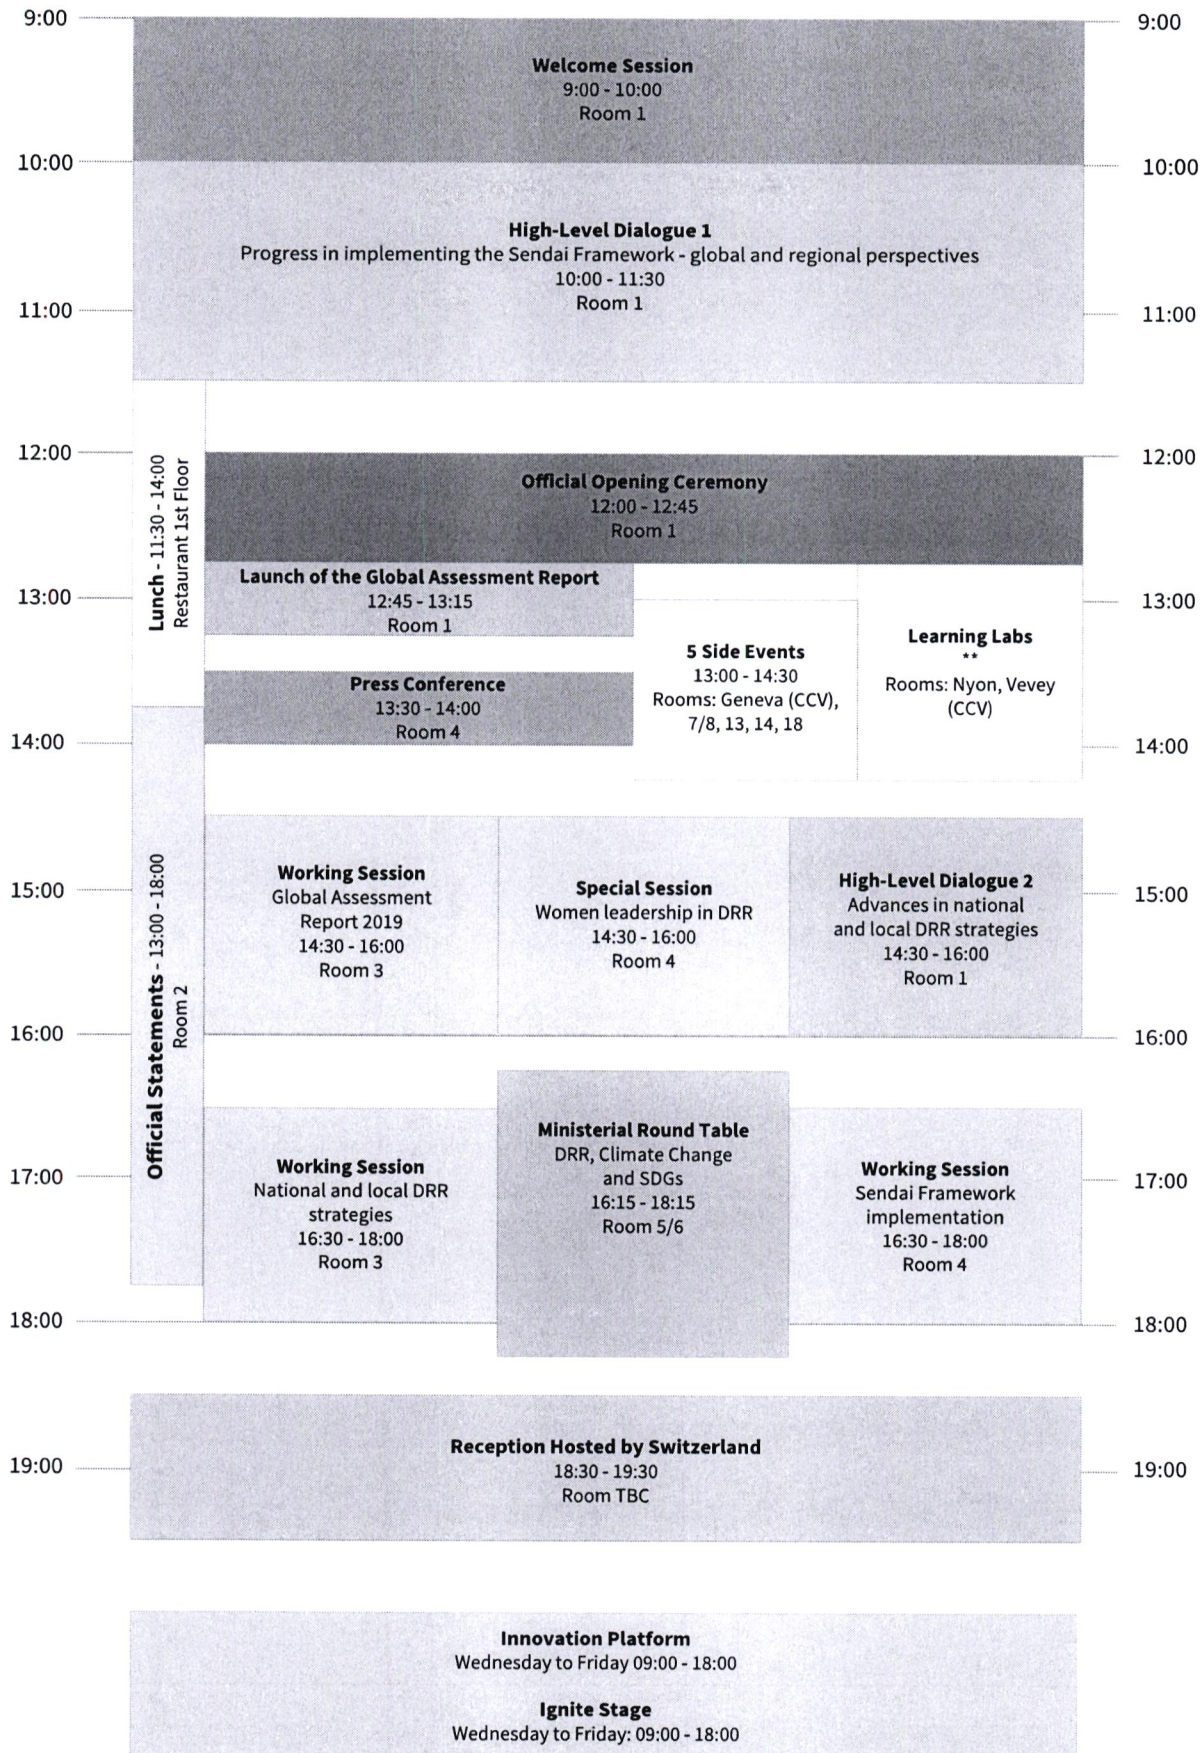 9:00
9:00
Welcome Session
9:00 - 10:00
Room 1
10:00
10:00
High-Level Dialogue 1
Progress in implementing the Sendai Framework - global and regional perspectives
10:00 - 11:30
Room 1
11:00
11:00
Lunch - 11:30 - 14:00
Restaurant 1st Floor
12:00
12:00
Official Opening Ceremony
12:00 - 12:45
Room 1
Launch of the Global Assessment Report
12:45 - 13:15
Room 1
13:00
13:00
5 Side Events
13:00 - 14:30
Rooms: Geneva (CCV),
7/8, 13, 14, 18
Learning Labs
**
Rooms: Nyon, Vevey
(CCV)
Press Conference
13:30 - 14:00
Room 4
14:00
14:00
Official Statements - 13:00 - 18:00
Room 2
Working Session
Global Assessment
Report 2019
14:30 - 16:00
Room 3
Special Session
Women leadership in DRR
14:30 - 16:00
Room 4
High-Level Dialogue 2
Advances in national
and local DRR strategies
14:30 - 16:00
Room 1
15:00
15:00
16:00
16:00
Working Session
National and local DRR
strategies
16:30 - 18:00
Room 3
Ministerial Round Table
DRR, Climate Change
and SDGs
16:15 - 18:15
Room 5/6
Working Session
Sendai Framework
implementation
16:30 - 18:00
Room 4
17:00
17:00
18:00
18:00
Reception Hosted by Switzerland
18:30 - 19:30
Room TBC
19:00
19:00
Innovation Platform
Wednesday to Friday 09:00 - 18:00
Ignite Stage
Wednesday to Friday: 09:00 - 18:00